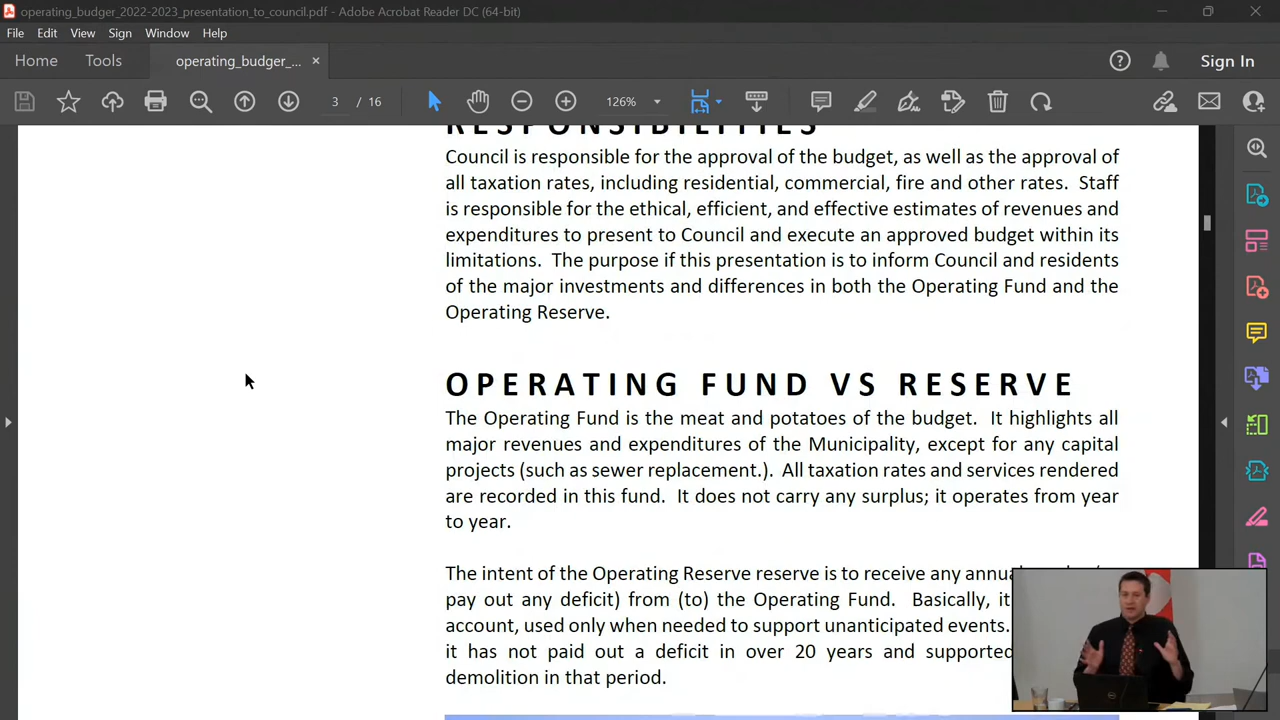 operating_budget_2022-2023_presentation_to_council.pdf - Adobe Acrobat Reader DC (64-bit)
File Edit View Sign Window Help
Home Tools operating_budget_... × Sign In
3 / 16 126%
RESPONSIBILITIES
Council is responsible for the approval of the budget, as well as the approval of
all taxation rates, including residential, commercial, fire and other rates. Staff
is responsible for the ethical, efficient, and effective estimates of revenues and
expenditures to present to Council and execute an approved budget within its
limitations. The purpose if this presentation is to inform Council and residents
of the major investments and differences in both the Operating Fund and the
Operating Reserve.
OPERATING FUND VS RESERVE
The Operating Fund is the meat and potatoes of the budget. It highlights all
major revenues and expenditures of the Municipality, except for any capital
projects (such as sewer replacement.). All taxation rates and services rendered
are recorded in this fund. It does not carry any surplus; it operates from year
to year.
The intent of the Operating Reserve reserve is to receive any
pay out any deficit) from (to) the Operating Fund. Basically, it
account, used only when needed to support unanticipated events.
it has not paid out a deficit in over 20 years and supported
demolition in that period.